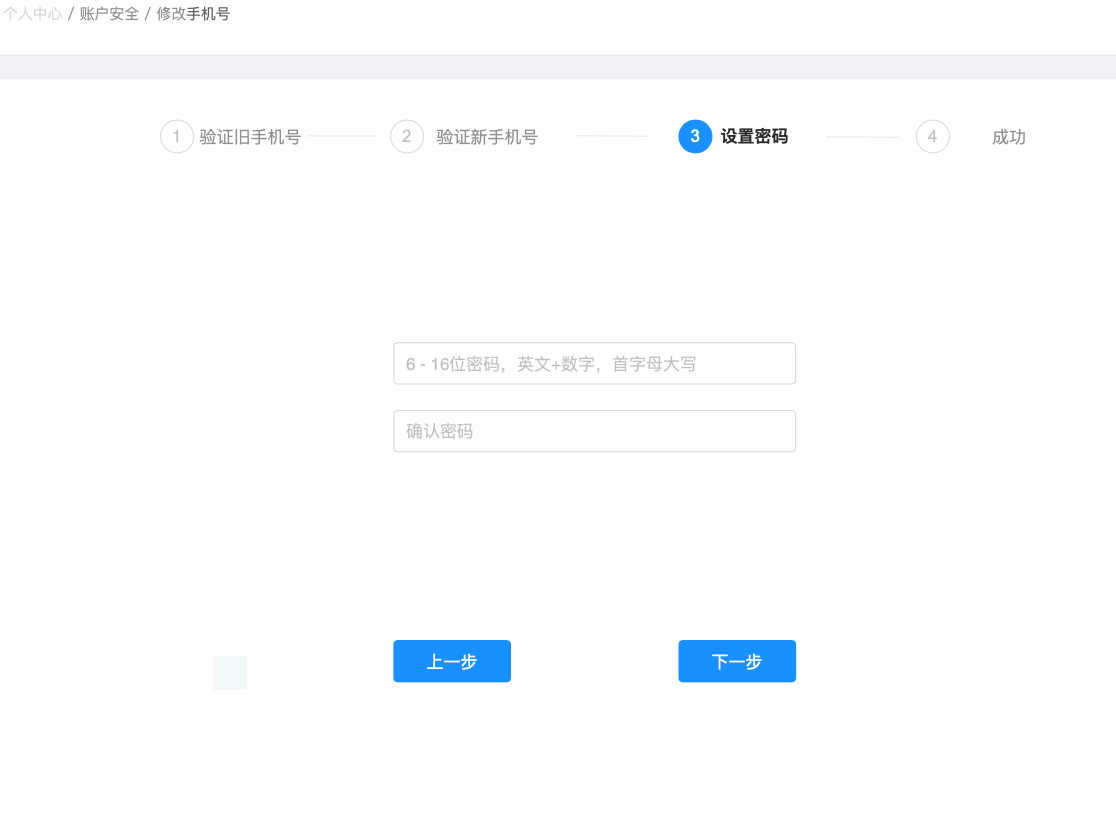 个人中心 / 账户安全 / 修改手机号
1 验证旧手机号 2 验证新手机号 3 设置密码 4 成功
6 - 16位密码，英文+数字，首字母大写
确认密码
上一步 下一步